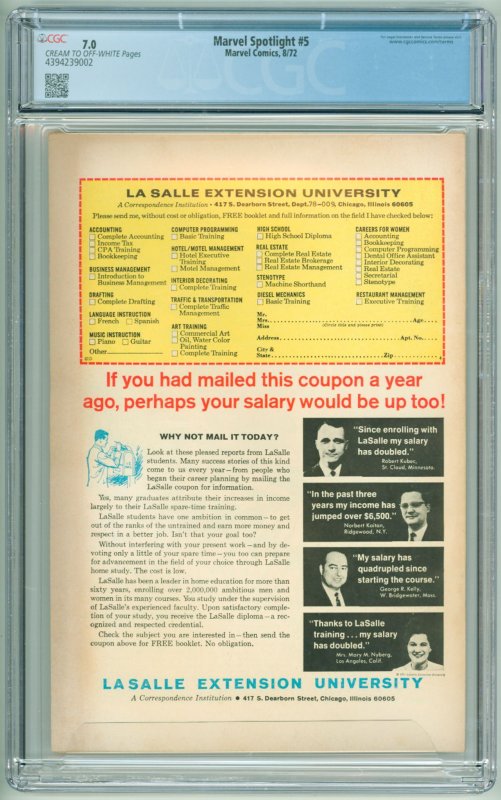 CGC
7.0
CREAM TO OFF-WHITE Pages
4394239002
Marvel Spotlight #5
Marvel Comics, 8/72
www.cgccomics.com/terms
LA SALLE EXTENSION UNIVERSITY
A Correspondence Institution • 417 S. Dearborn Street, Dept. 78-009, Chicago, Illinois 60605
Please send me, without cost or obligation, FREE booklet and full information on the field I have checked below:
ACCOUNTING
Complete Accounting
Income Tax
CPA Training
Bookkeeping
BUSINESS MANAGEMENT
Introduction to
Business Management
DRAFTING
Complete Drafting
LANGUAGE INSTRUCTION
French Spanish
MUSIC INSTRUCTION
Piano Guitar
Other
COMPUTER PROGRAMMING
Basic Training
HOTEL/MOTEL MANAGEMENT
Hotel Executive
Training
Motel Management
INTERIOR DECORATING
Complete Training
TRAFFIC & TRANSPORTATION
Complete Traffic
Management
ART TRAINING
Commercial Art
Oil, Water Color
Painting
Complete Training
HIGH SCHOOL
High School Diploma
REAL ESTATE
Complete Real Estate
Real Estate Brokerage
Real Estate Management
STENOTYPE
Machine Shorthand
DIESEL MECHANICS
Basic Training
CAREERS FOR WOMEN
Accounting
Bookkeeping
Computer Programming
Dental Office Assistant
Interior Decorating
Real Estate
Secretarial
Stenotype
RESTAURANT MANAGEMENT
Executive Training
Mr.
Mrs. Age
Miss (Circle title and please print)
Address Apt. No.
City &
State Zip
If you had mailed this coupon a year
ago, perhaps your salary would be up too!
WHY NOT MAIL IT TODAY?
Look at these pleased reports from LaSalle
students. Many success stories of this kind
come to us every year—from people who
began their career planning by mailing the
LaSalle coupon for information.
Yes, many graduates attribute their increases in income
largely to their LaSalle spare-time training.
LaSalle students have one ambition in common—to get
out of the ranks of the untrained and earn more money and
respect in a better job. Isn't that your goal too?
Without interfering with your present work—and by de-
voting only a little of your spare time—you too can prepare
for advancement in the field of your choice through LaSalle
home study. The cost is low.
LaSalle has been a leader in home education for more than
sixty years, enrolling over 2,000,000 ambitious men and
women in its many courses. You study under the supervision
of LaSalle's experienced faculty. Upon satisfactory comple-
tion of your study, you receive the LaSalle diploma—a rec-
ognized and respected credential.
Check the subject you are interested in—then send the
coupon above for FREE booklet. No obligation.
"Since enrolling with
LaSalle my salary
has doubled."
Robert Kubec,
St. Cloud, Minnesota.
"In the past three
years my income has
jumped over $6,500."
Norbert Kaitan,
Ridgewood, N.Y.
"My salary has
quadrupled since
starting the course."
George R. Kelly,
W. Bridgewater, Mass.
"Thanks to LaSalle
training . . . my salary
has doubled."
Mrs. Mary M. Nyberg,
Los Angeles, Calif.
LA SALLE EXTENSION UNIVERSITY
A Correspondence Institution • 417 S. Dearborn Street, Chicago, Illinois 60605